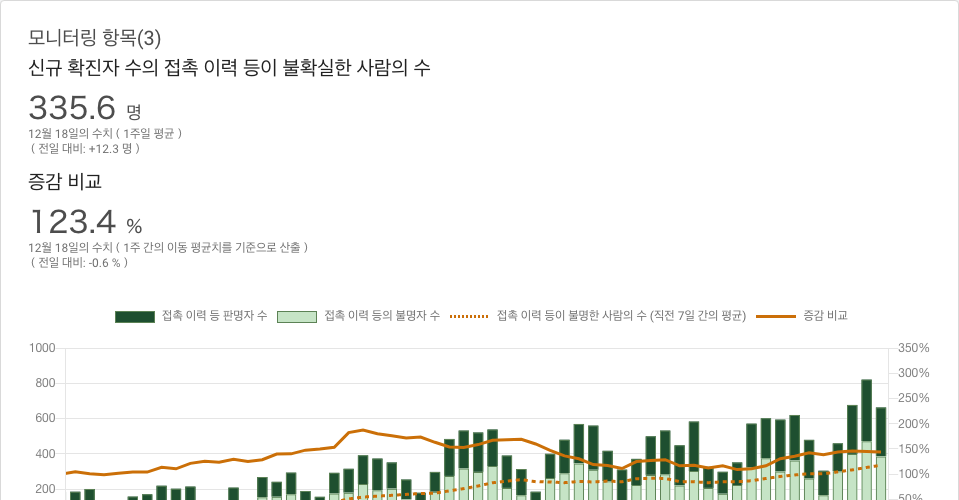 모니터링 항목(3)
신규 확진자 수의 접촉 이력 등이 불확실한 사람의 수
335.6 명
12월 18일의 수치 ( 1주일 평균 )
( 전일 대비: +12.3 명 )
증감 비교
123.4 %
12월 18일의 수치 ( 1주 간의 이동 평균치를 기준으로 산출 )
( 전일 대비: -0.6 % )
접촉 이력 등 판명자 수 접촉 이력 등의 불명자 수 접촉 이력 등이 불명한 사람의 수 (직전 7일 간의 평균) 증감 비교
1000 350%
300%
800
250%
600 200%
400 150%
100%
200
50%